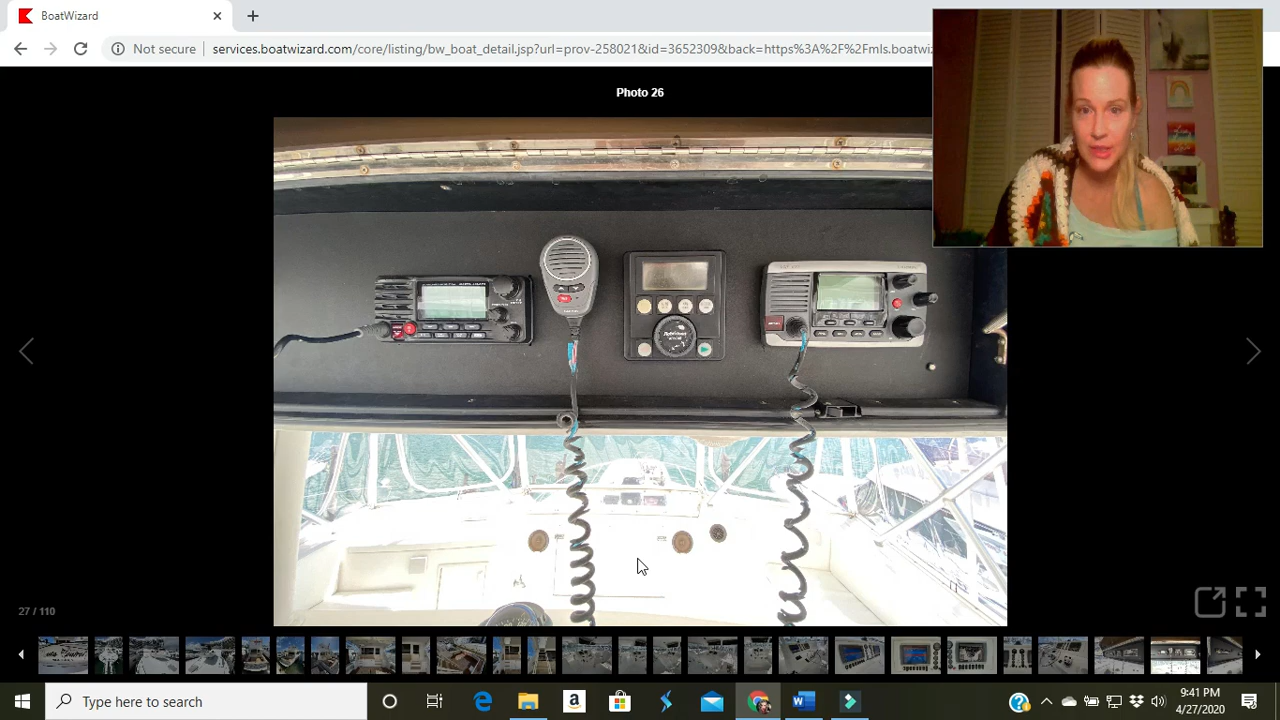 BoatWizard
Not secure
services.boatwizard.com/core/listing/bw_boat_detail.jsp?url=prov-258021&id=3652309&back=https%3A%2F%2Fmls.boatwiz
Photo 26
27 / 110
Type here to search
9:41 PM
4/27/2020